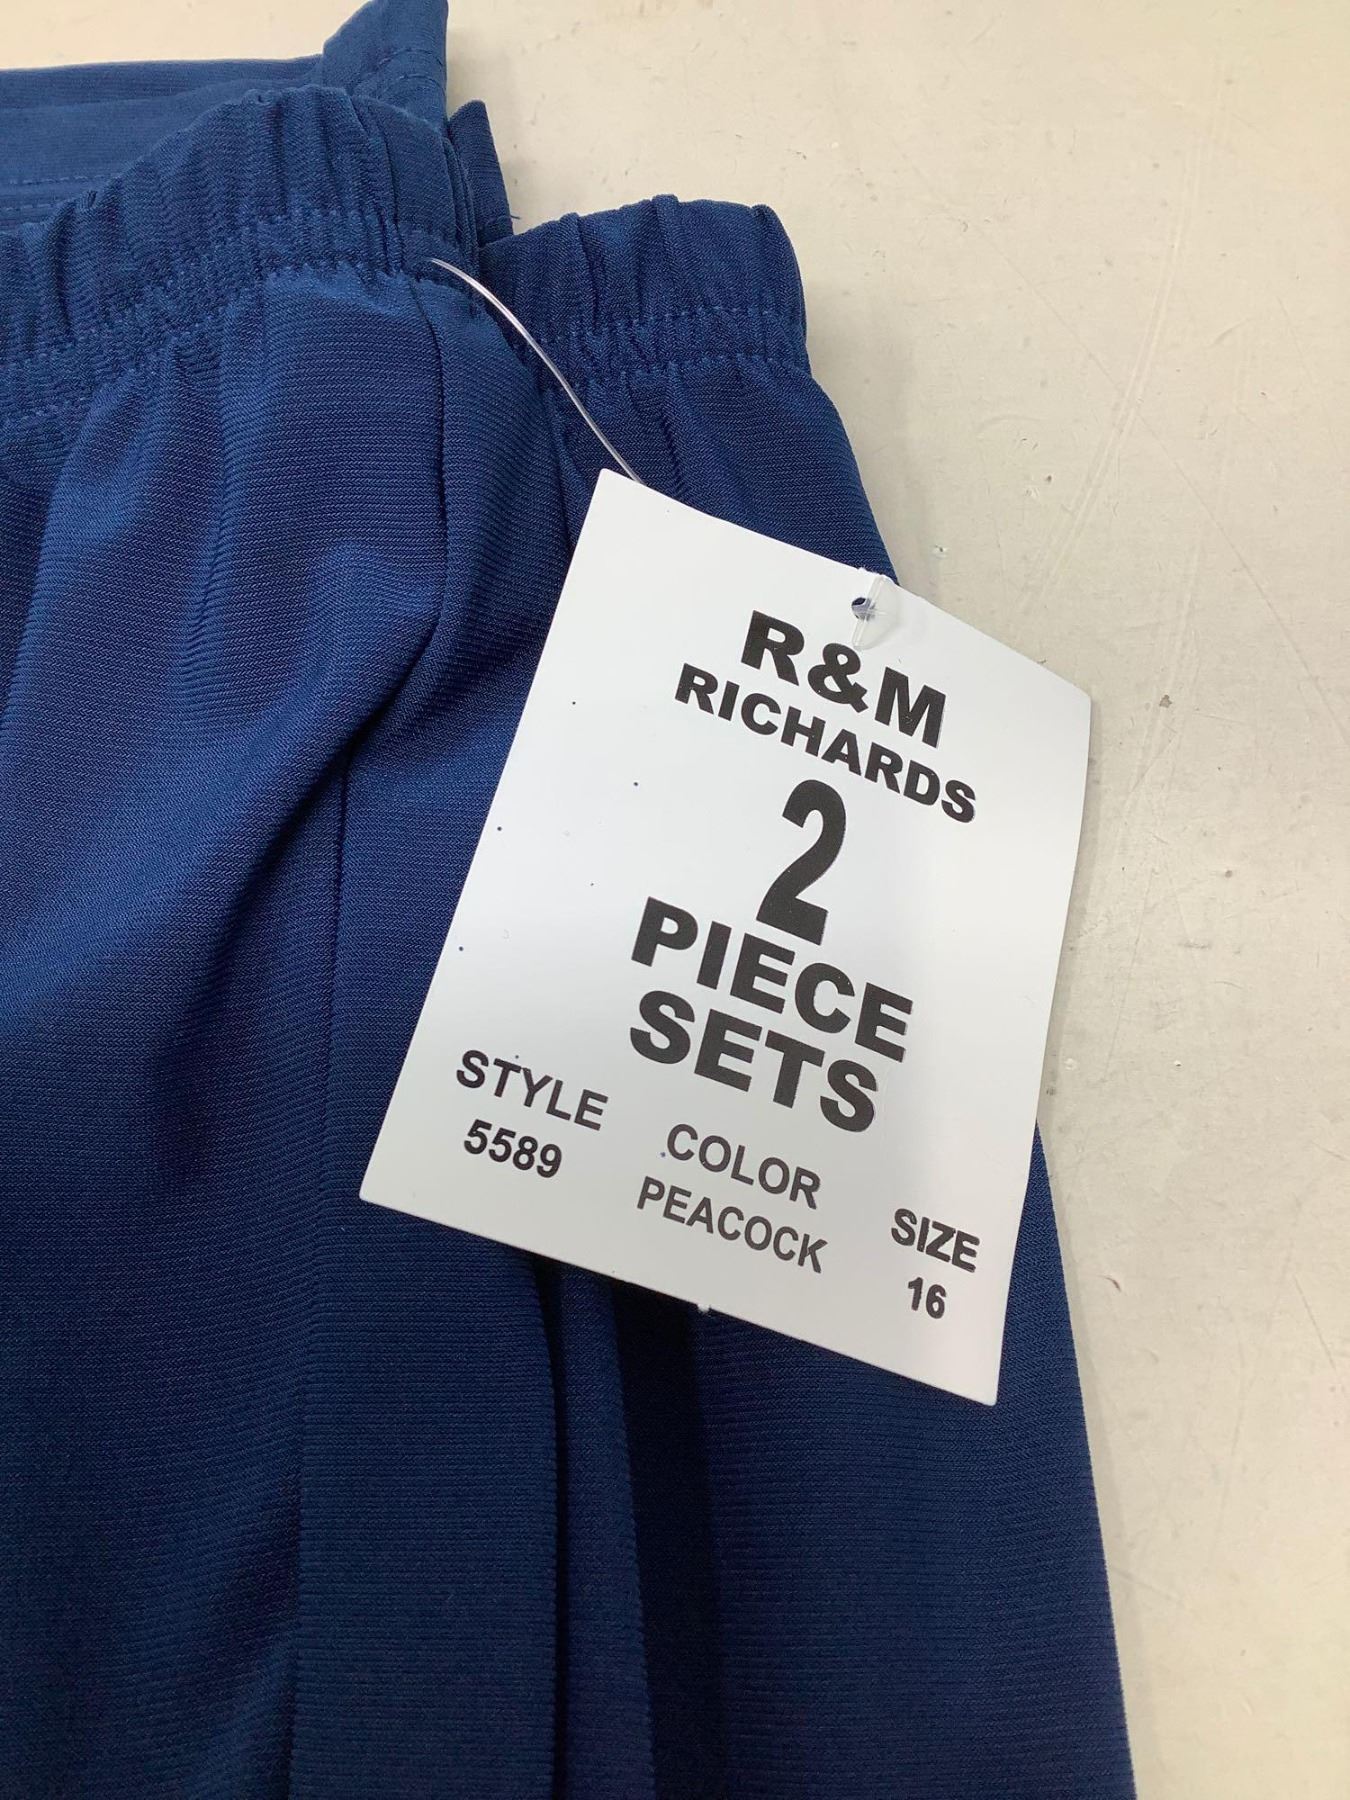 R&M
RICHARDS
2
PIECE
SETS
STYLE COLOR SIZE
5589 PEACOCK 16